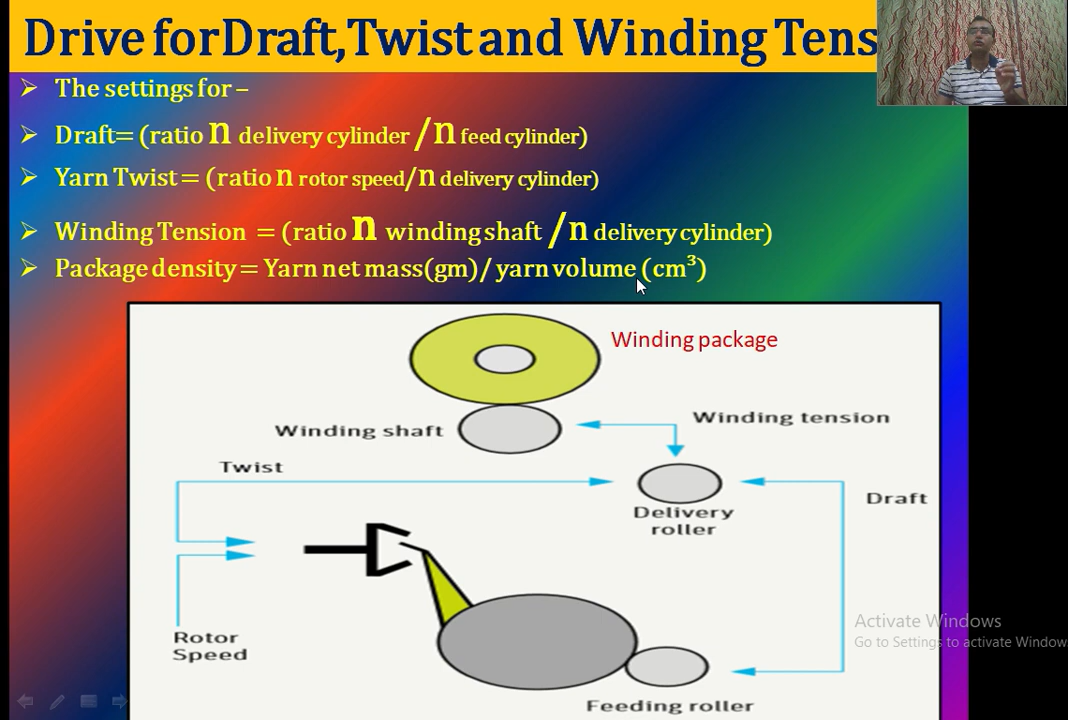 Drive for Draft, Twist and Winding Tens
The settings for –
Draft= (ratio n delivery cylinder /n feed cylinder)
Yarn Twist = (ratio n rotor speed/n delivery cylinder)
Winding Tension = (ratio n winding shaft /n delivery cylinder)
Package density = Yarn net mass(gm)/ yarn volume (cm³)
Winding package
Winding shaft
Winding tension
Twist
Delivery
roller
Draft
Rotor
Speed
Feeding roller
Activate Windows
Go to Settings to activate Window